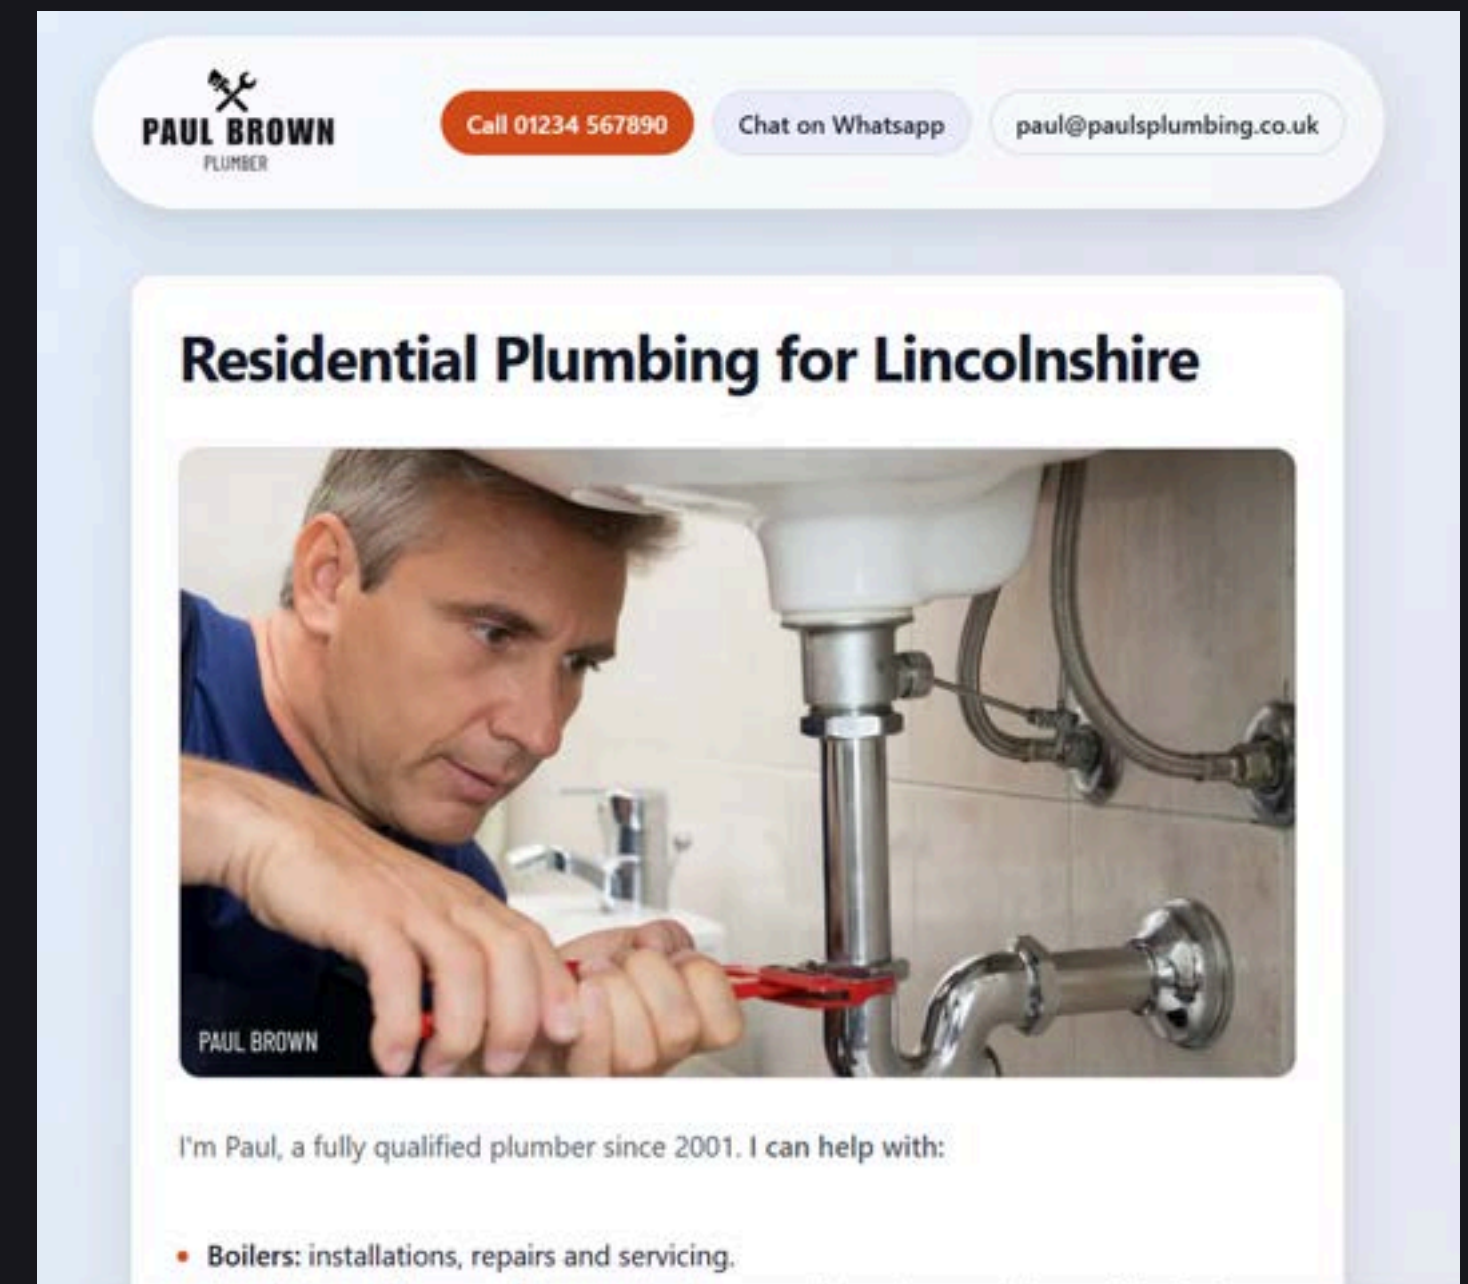 PAUL BROWN
PLUMBER
Call 01234 567890
Chat on Whatsapp
paul@paulsplumbing.co.uk
Residential Plumbing for Lincolnshire
PAUL BROWN
I'm Paul, a fully qualified plumber since 2001. I can help with:
Boilers: installations, repairs and servicing.